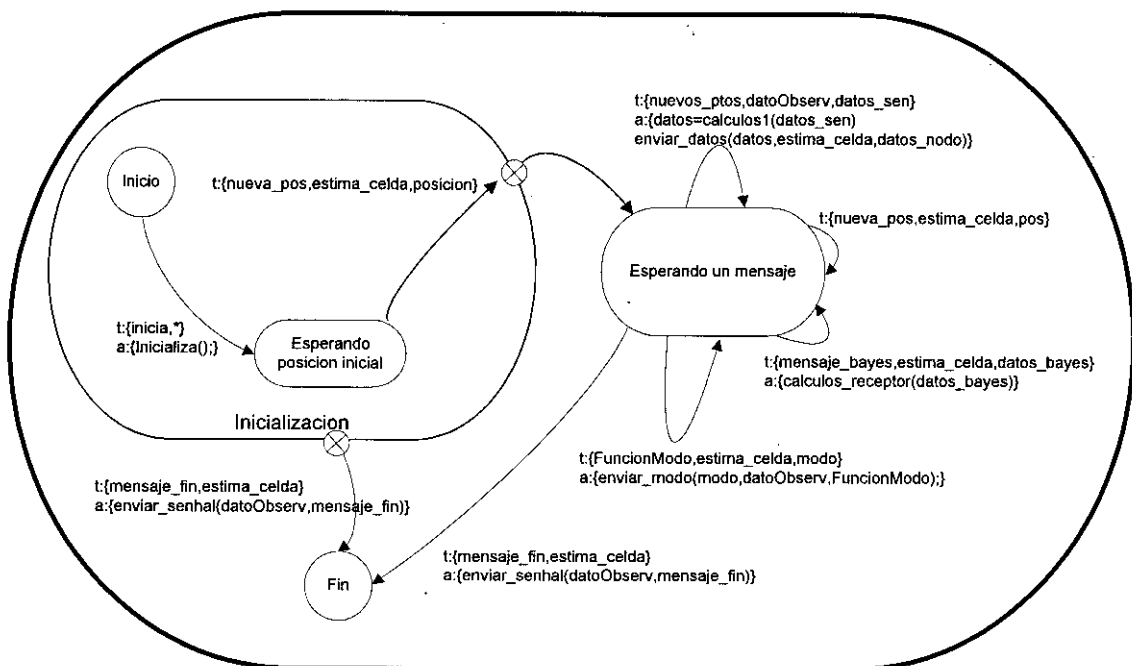 t:{nuevos_ptos,datoObserv,datos_sen}
a:{datos=calculos1(datos_sen)
enviar_datos(datos,estima_celda,datos_nodo)}
Inicio
t:{nueva_pos,estima_celda,posicion}
t:{nueva_pos,estima_celda,pos}
Esperando un mensaje
t:{inicia,*}
a:{Inicializa();}
Esperando
posicion inicial
t:{mensaje_bayes,estima_celda,datos_bayes}
a:{calculos_receptor(datos_bayes)}
Inicializacion
t:{FuncionModo,estima_celda,modo}
a:{enviar_modo(modo,datoObserv,FuncionModo);}
t:{mensaje_fin,estima_celda}
a:{enviar_senhal(datoObserv,mensaje_fin)}
t:{mensaje_fin,estima_celda}
a:{enviar_senhal(datoObserv,mensaje_fin)}
Fin